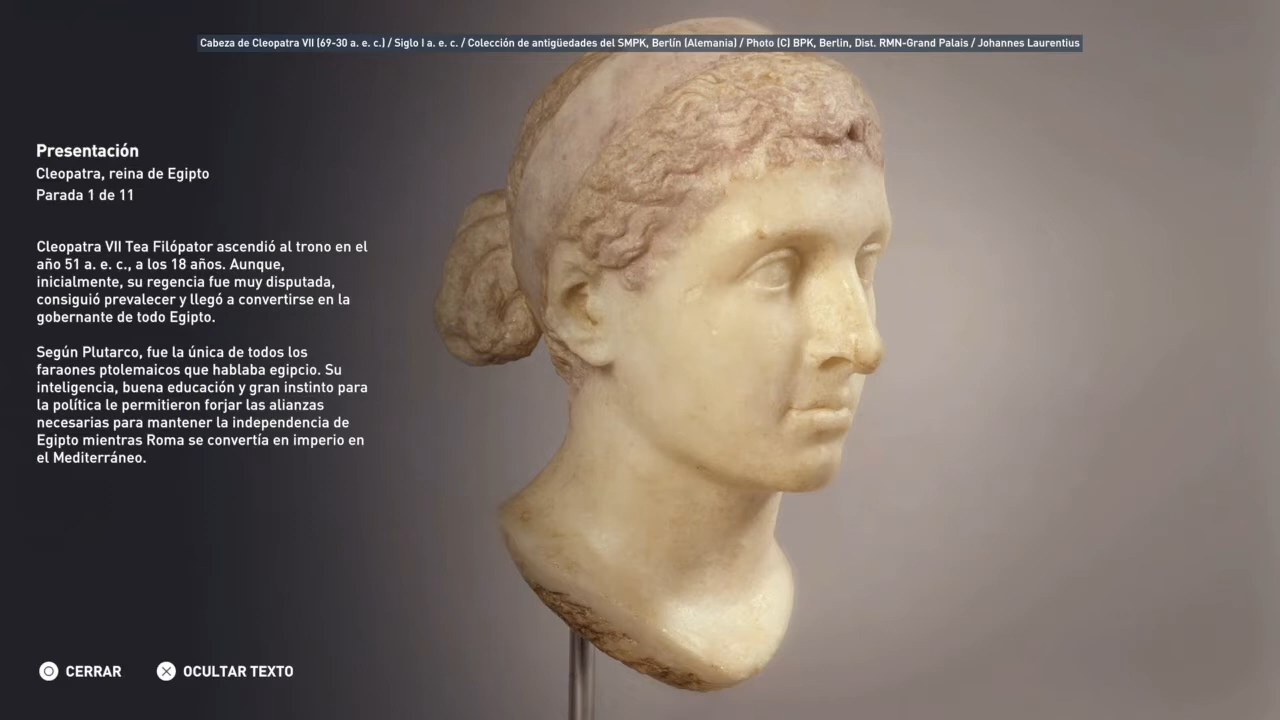 Cabeza de Cleopatra VII (69-30 a. e. c.) / Siglo I a. e. c. / Colección de antigüedades del SMPK, Berlín (Alemania) / Photo (C) BPK, Berlin, Dist. RMN-Grand Palais / Johannes Laurentius
Presentación
Cleopatra, reina de Egipto
Parada 1 de 11
Cleopatra VII Tea Filópator ascendió al trono en el
año 51 a. e. c., a los 18 años. Aunque,
inicialmente, su regencia fue muy disputada,
consiguió prevalecer y llegó a convertirse en la
gobernante de todo Egipto.
Según Plutarco, fue la única de todos los
faraones ptolemaicos que hablaba egipcio. Su
inteligencia, buena educación y gran instinto para
la política le permitieron forjar las alianzas
necesarias para mantener la independencia de
Egipto mientras Roma se convertía en imperio en
el Mediterráneo.
CERRAR
OCULTAR TEXTO